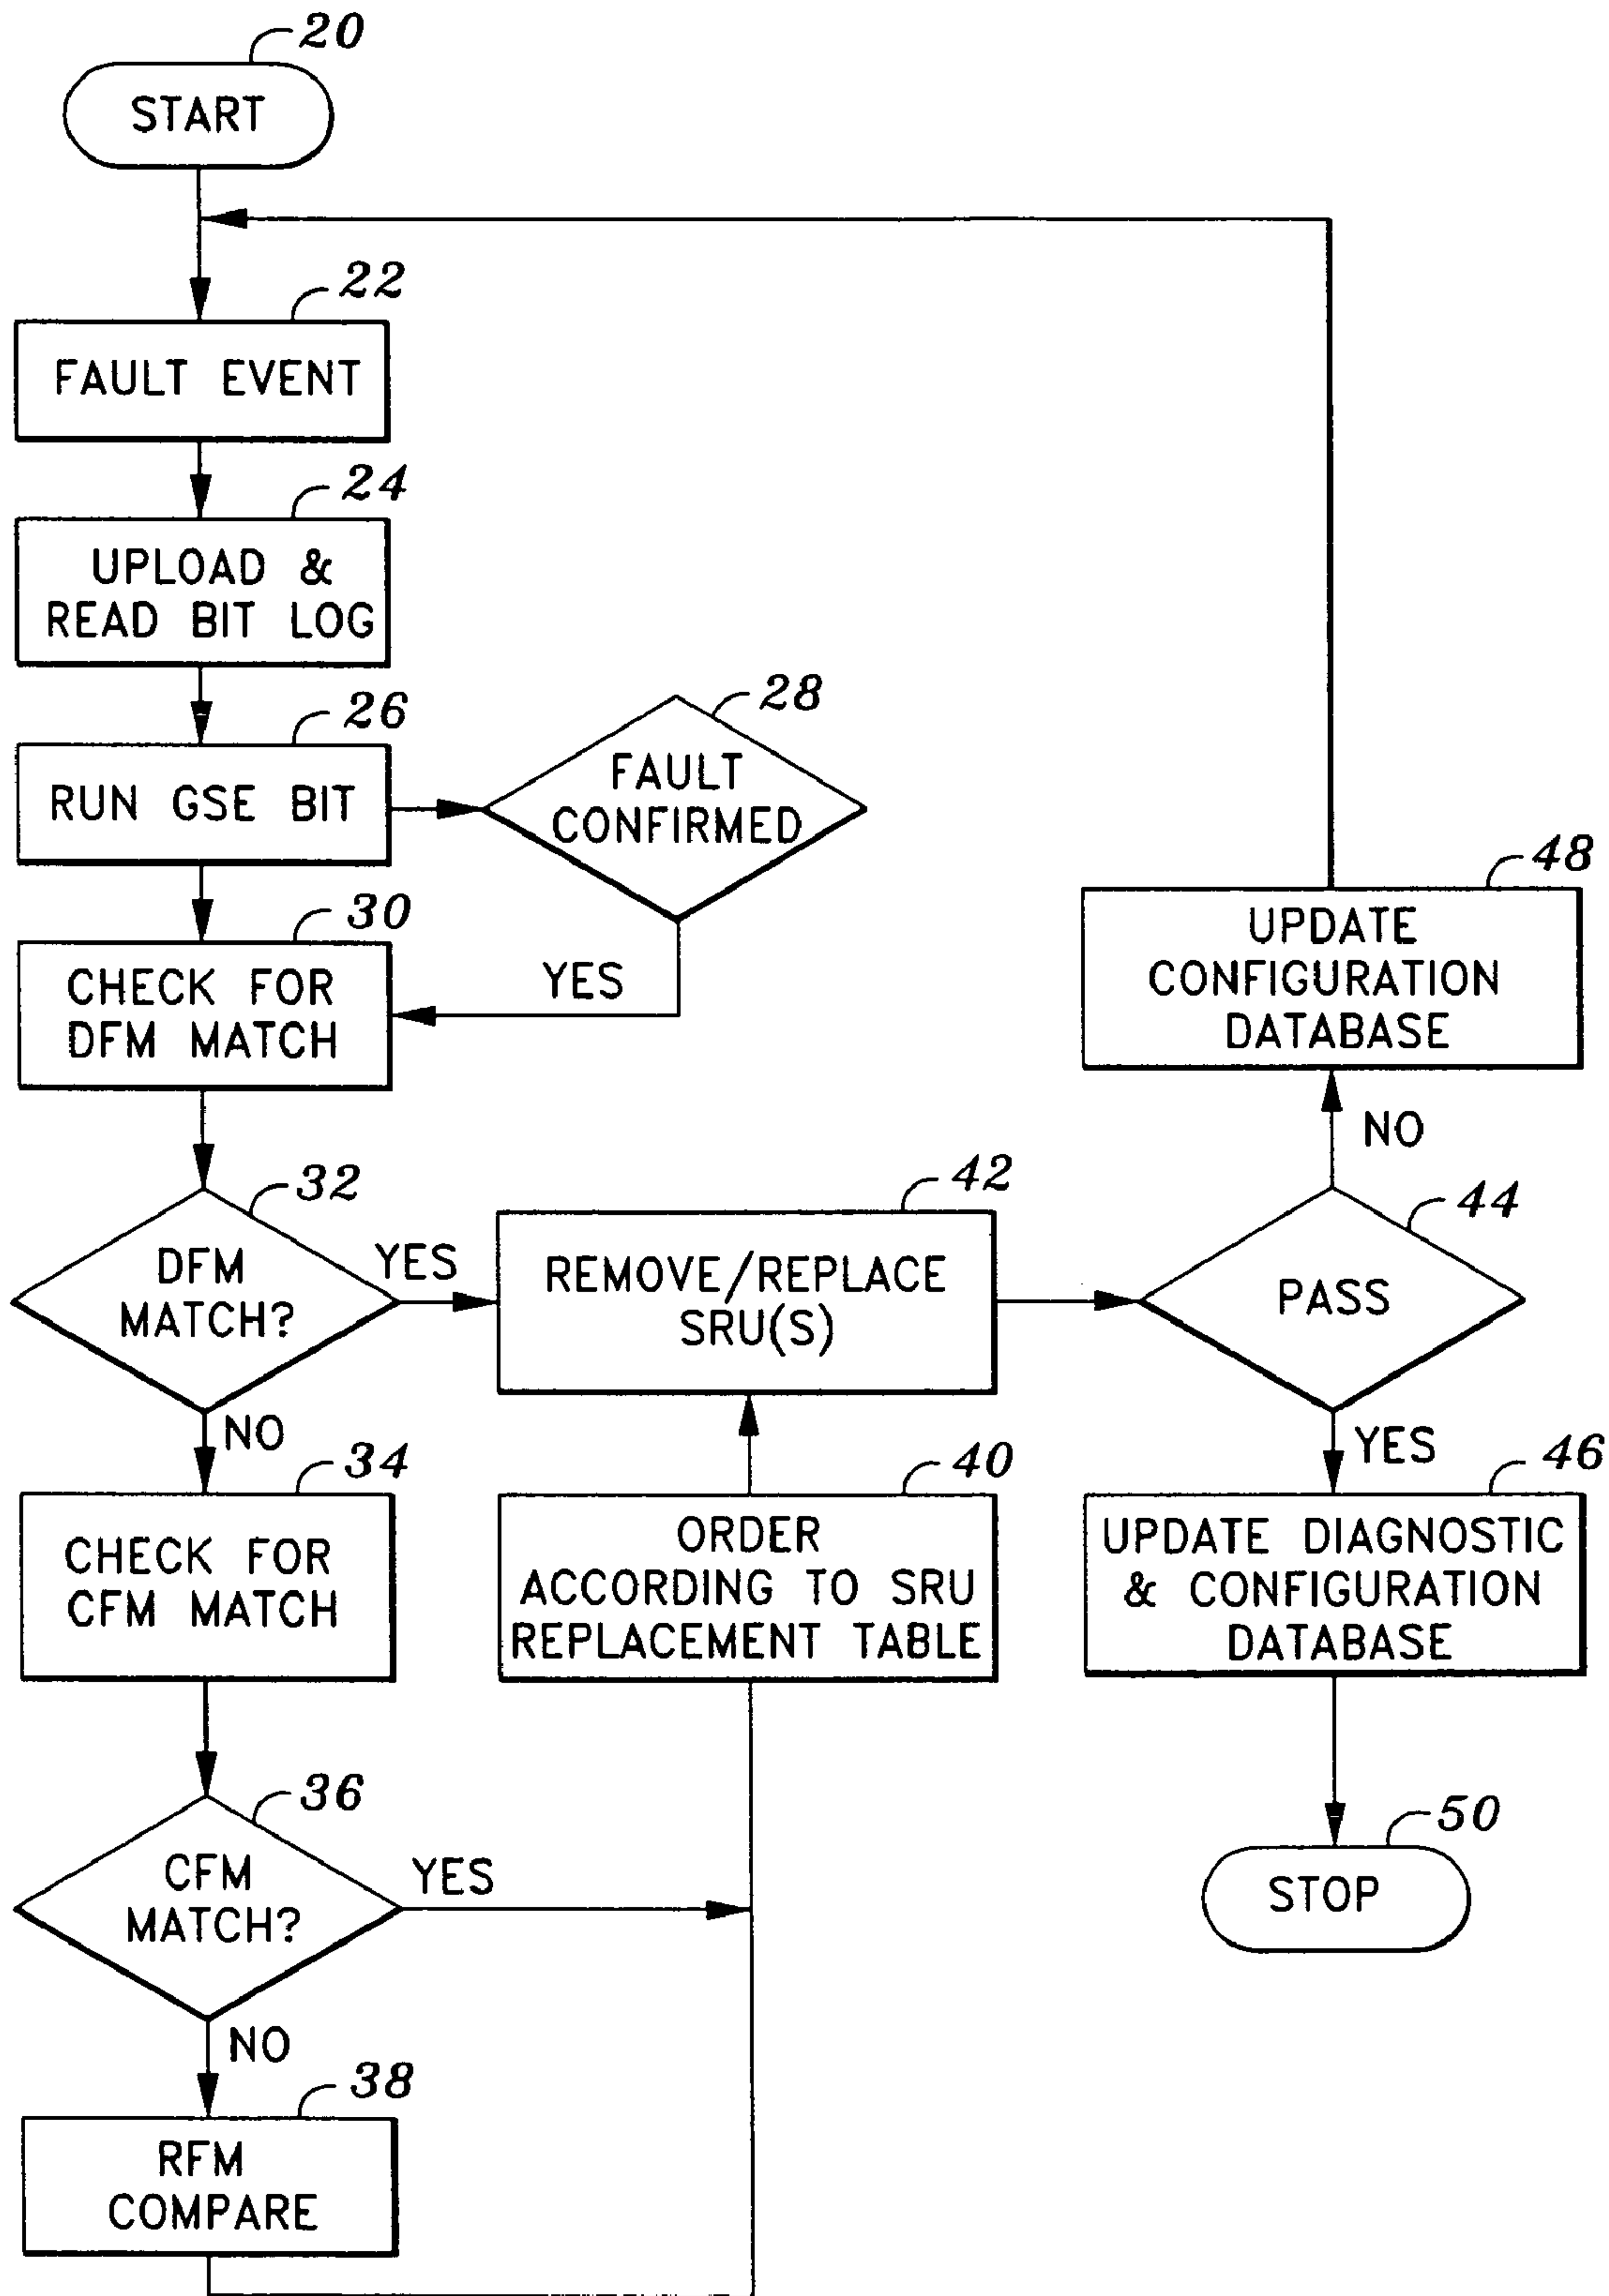 20
START
22
FAULT EVENT
24
UPLOAD &
READ BIT LOG
26
RUN GSE BIT
28
FAULT
CONFIRMED
YES
30
CHECK FOR
DFM MATCH
32
DFM
MATCH?
YES
NO
34
CHECK FOR
CFM MATCH
36
CFM
MATCH?
YES
NO
38
RFM
COMPARE
40
ORDER
ACCORDING TO SRU
REPLACEMENT TABLE
42
REMOVE/REPLACE
SRU(S)
44
PASS
NO
YES
48
UPDATE
CONFIGURATION
DATABASE
46
UPDATE DIAGNOSTIC
& CONFIGURATION
DATABASE
50
STOP